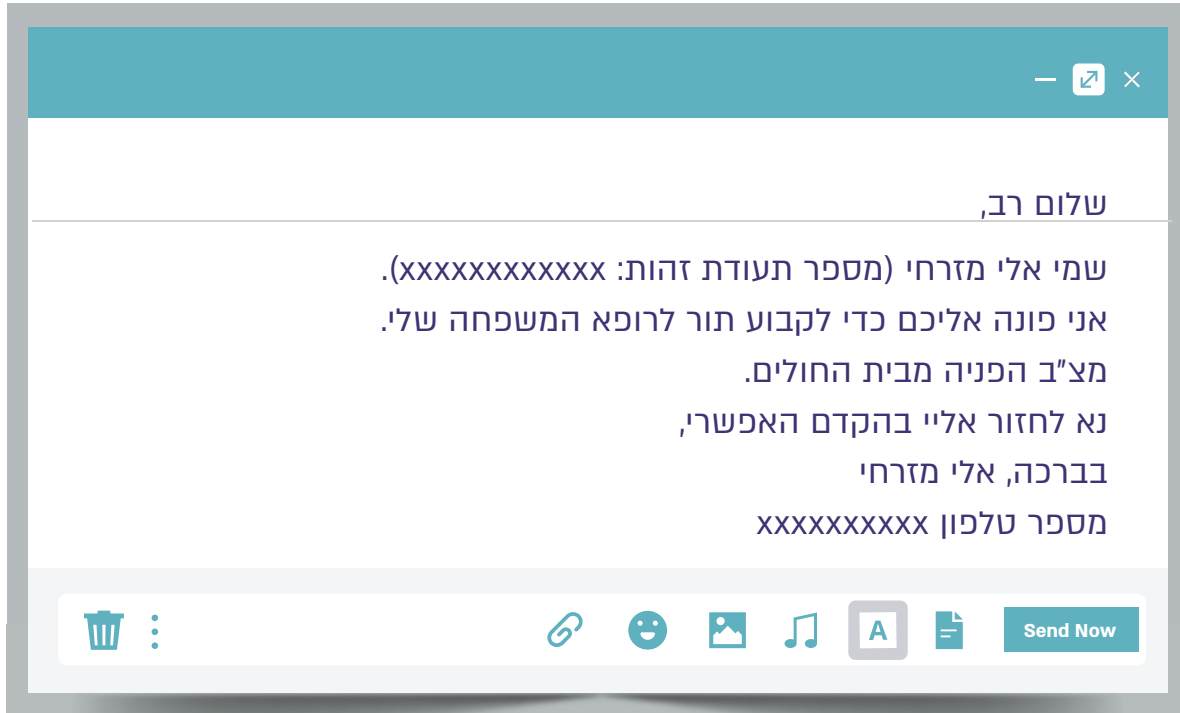 שלום רב,
שמי אלי מזרחי (מספר תעודת זהות: xxxxxxxxxxxx).
אני פונה אליכם כדי לקבוע תור לרופא המשפחה שלי.
מצ"ב הפניה מבית החולים.
נא לחזור אליי בהקדם האפשרי,
בברכה, אלי מזרחי
מספר טלפון xxxxxxxxxx
A
Send Now